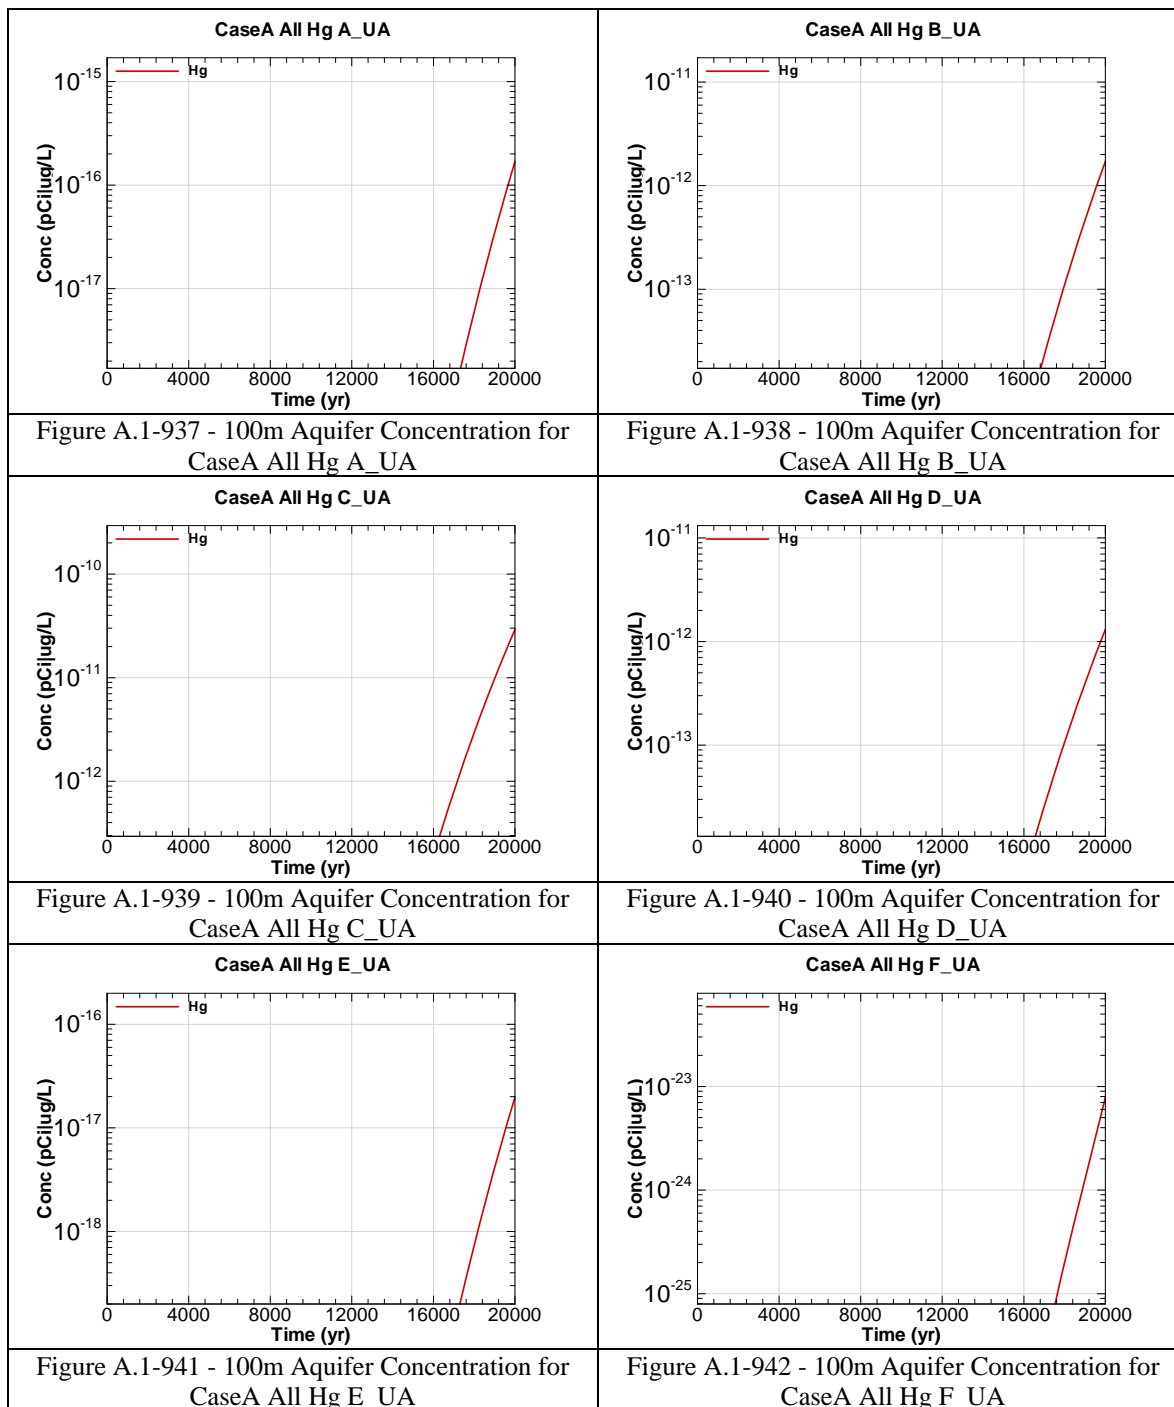 CaseA All Hg A_UA
Hg
10-15
10-16
10-17
Conc (pCi|ug/L)
0 4000 8000 12000 16000 20000
Time (yr)
Figure A.1-937 - 100m Aquifer Concentration for
CaseA All Hg A_UA
CaseA All Hg B_UA
Hg
10-11
10-12
10-13
Conc (pCi|ug/L)
0 4000 8000 12000 16000 20000
Time (yr)
Figure A.1-938 - 100m Aquifer Concentration for
CaseA All Hg B_UA
CaseA All Hg C_UA
Hg
10-10
10-11
10-12
Conc (pCi|ug/L)
0 4000 8000 12000 16000 20000
Time (yr)
Figure A.1-939 - 100m Aquifer Concentration for
CaseA All Hg C_UA
CaseA All Hg D_UA
Hg
10-11
10-12
10-13
Conc (pCi|ug/L)
0 4000 8000 12000 16000 20000
Time (yr)
Figure A.1-940 - 100m Aquifer Concentration for
CaseA All Hg D_UA
CaseA All Hg E_UA
Hg
10-16
10-17
10-18
Conc (pCi|ug/L)
0 4000 8000 12000 16000 20000
Time (yr)
Figure A.1-941 - 100m Aquifer Concentration for
CaseA All Hg E_UA
CaseA All Hg F_UA
Hg
10-23
10-24
10-25
Conc (pCi|ug/L)
0 4000 8000 12000 16000 20000
Time (yr)
Figure A.1-942 - 100m Aquifer Concentration for
CaseA All Hg F_UA